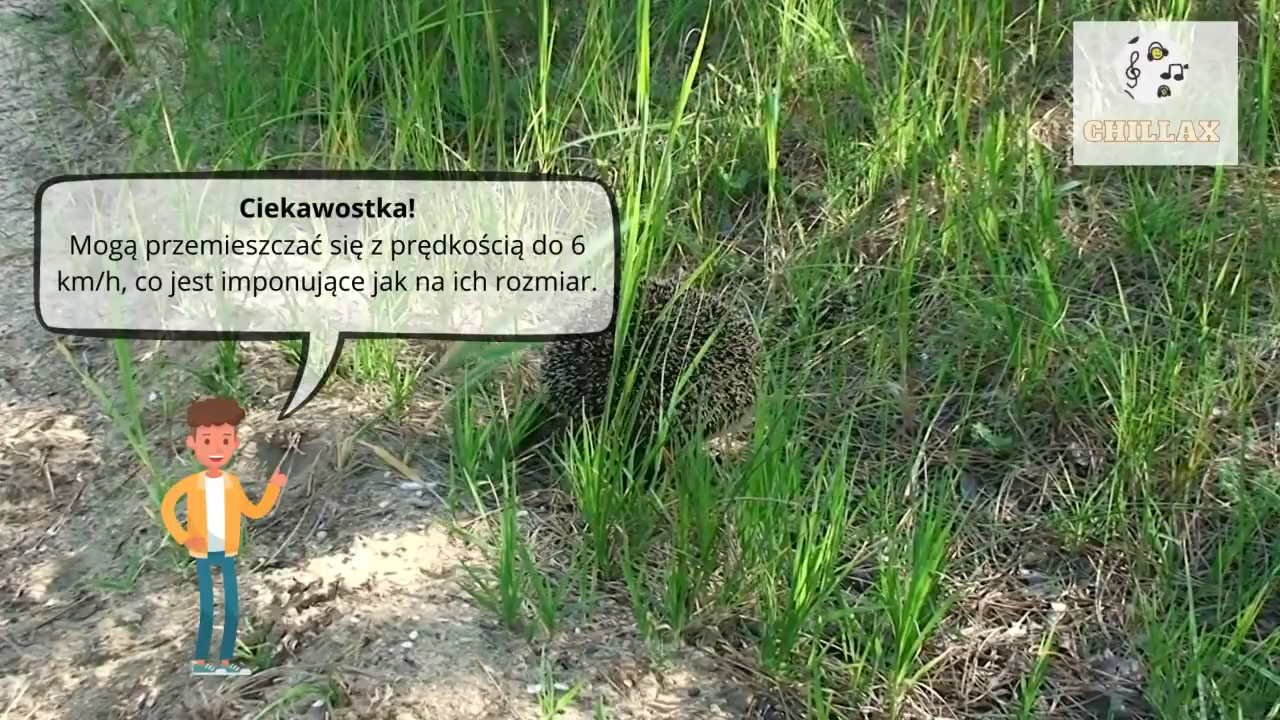 CHILLAX
Ciekawostka!
Mogą przemieszczać się z prędkością do 6
km/h, co jest imponujące jak na ich rozmiar.